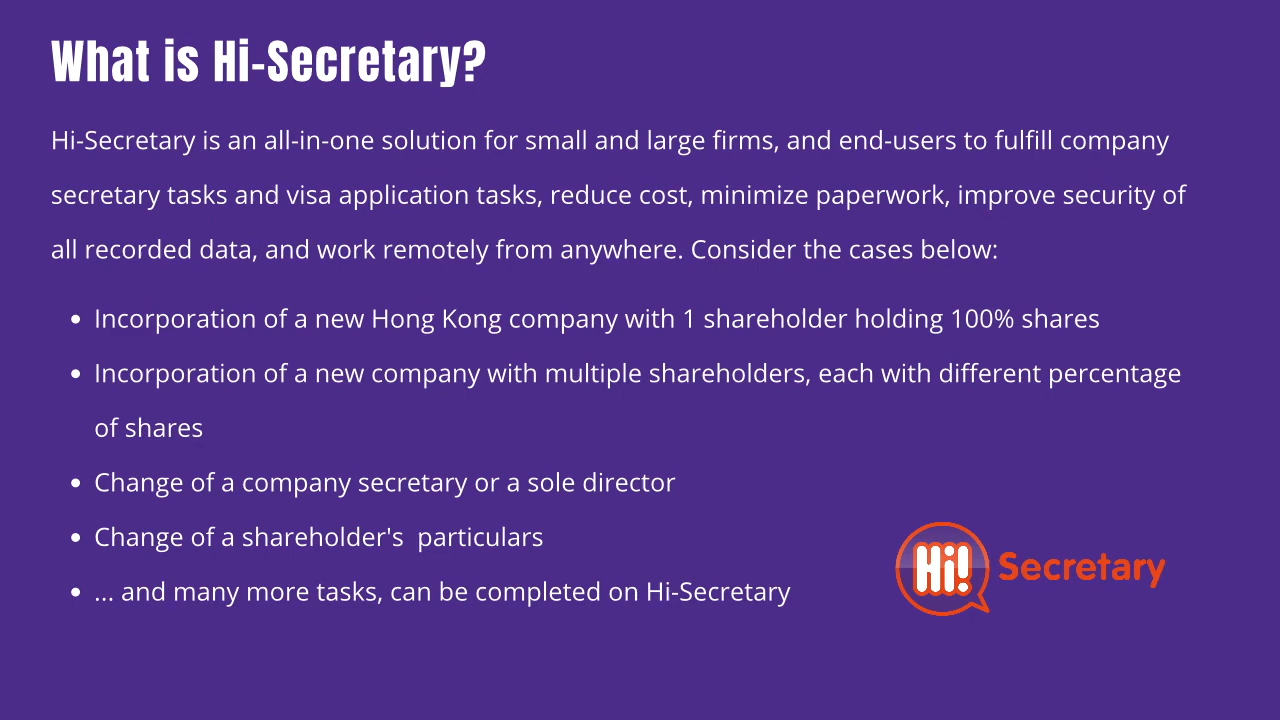 What is Hi-Secretary?
Hi-Secretary is an all-in-one solution for small and large firms, and end-users to fulfill company
secretary tasks and visa application tasks, reduce cost, minimize paperwork, improve security of
all recorded data, and work remotely from anywhere. Consider the cases below:
• Incorporation of a new Hong Kong company with 1 shareholder holding 100% shares
• Incorporation of a new company with multiple shareholders, each with different percentage
of shares
• Change of a company secretary or a sole director
• Change of a shareholder's  particulars
• ... and many more tasks, can be completed on Hi-Secretary
Hi! Secretary